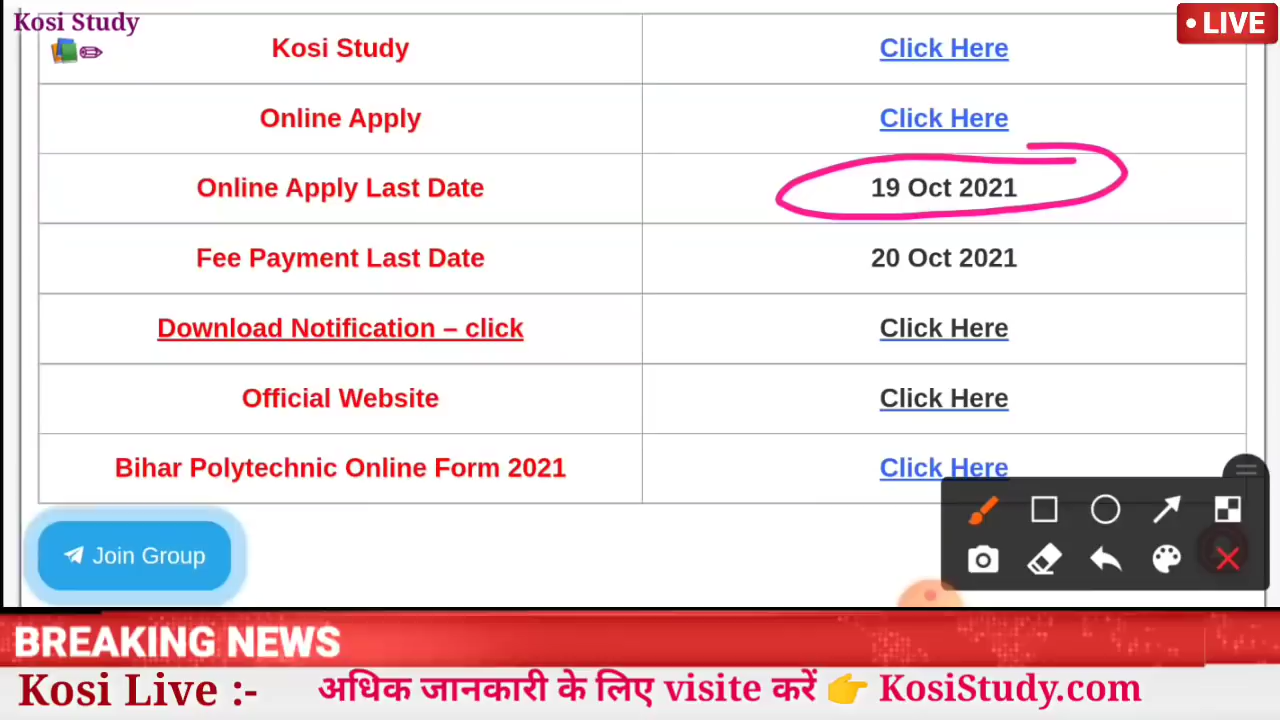 Kosi Study
• LIVE
Kosi Study Click Here
Online Apply Click Here
Online Apply Last Date 19 Oct 2021
Fee Payment Last Date 20 Oct 2021
Download Notification – click Click Here
Official Website Click Here
Bihar Polytechnic Online Form 2021 Click Here
Join Group
BREAKING NEWS
Kosi Live :- अधिक जानकारी के लिए visite करें 👉 KosiStudy.com